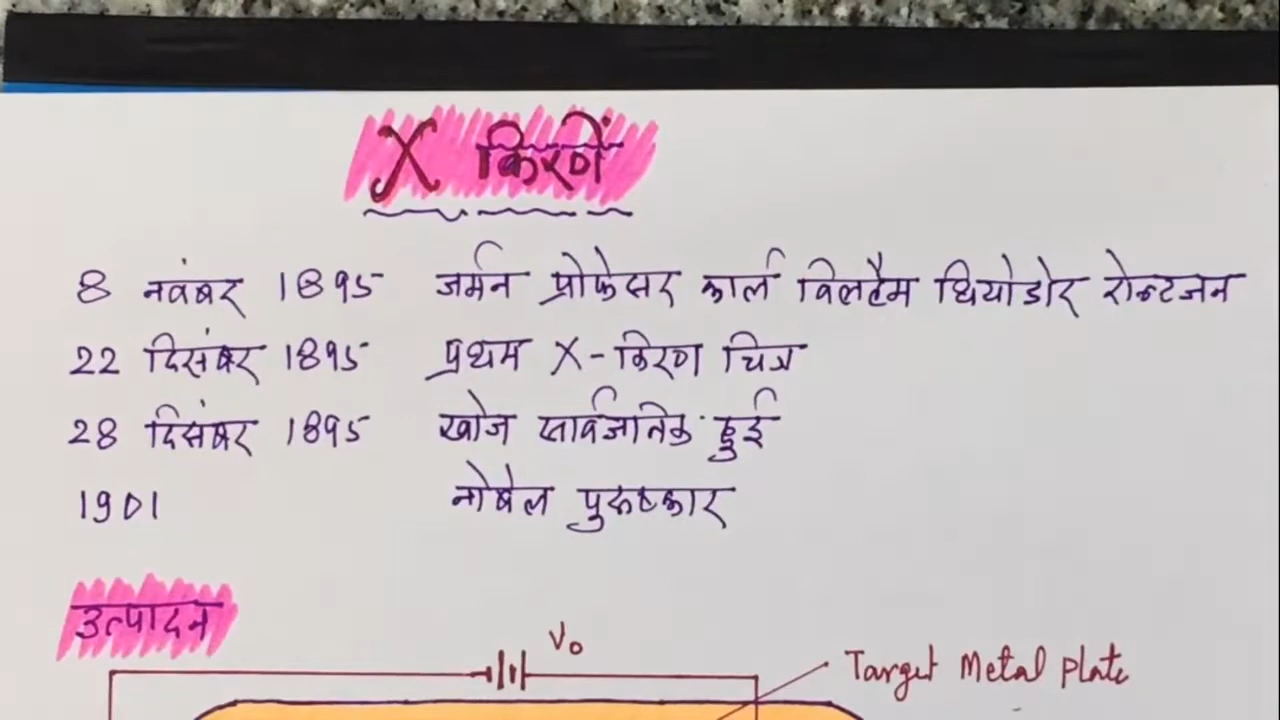 X किरणें
8 नवंबर 1895 जर्मन प्रोफेसर कार्ल विलहैम थियोडोर रोन्टजन
22 दिसंबर 1895 प्रथम X-किरण चित्र
28 दिसंबर 1895 खोज सार्वजनिक हुई
1901 नोबेल पुरुष्कार
उत्पादन
V₀
Target Metal Plate